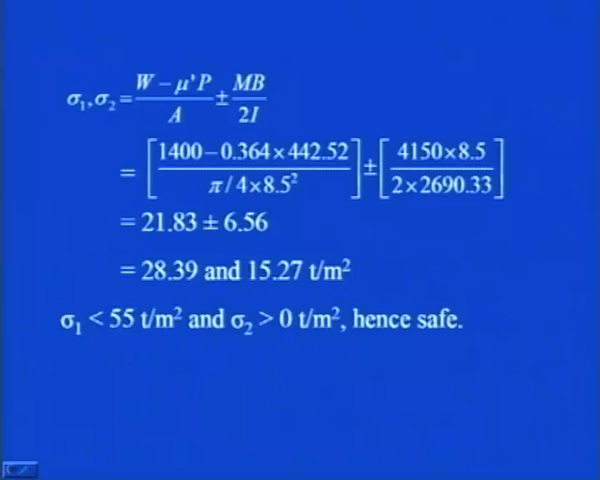 σ₁,σ₂ = (W − μ'P)/A ± MB/2I
= [(1400−0.364×442.52)/(π/4×8.5²)] ± [(4150×8.5)/(2×2690.33)]
= 21.83 ± 6.56
= 28.39 and 15.27 t/m²
σ₁ < 55 t/m² and σ₂ > 0 t/m², hence safe.